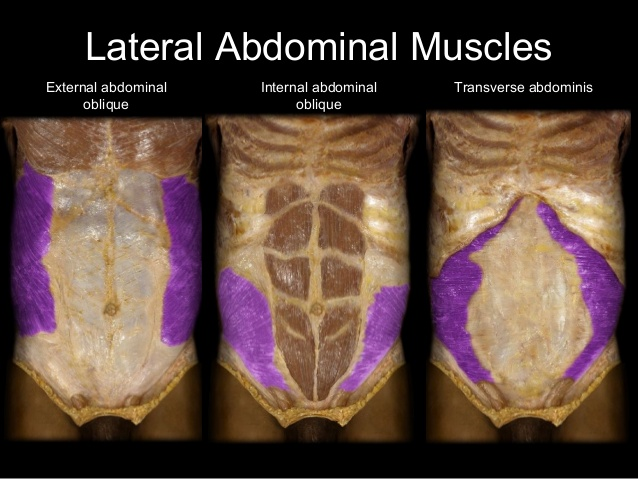 Lateral Abdominal Muscles
External abdominal
oblique
Internal abdominal
oblique
Transverse abdominis